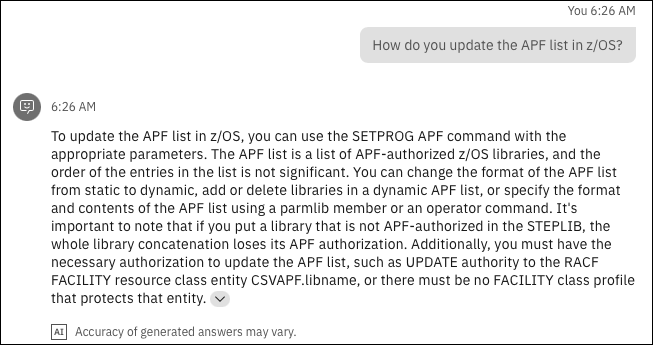 You 6:26 AM
How do you update the APF list in z/OS?
6:26 AM
To update the APF list in z/OS, you can use the SETPROG APF command with the
appropriate parameters. The APF list is a list of APF-authorized z/OS libraries, and the
order of the entries in the list is not significant. You can change the format of the APF list
from static to dynamic, add or delete libraries in a dynamic APF list, or specify the format
and contents of the APF list using a parmlib member or an operator command. It's
important to note that if you put a library that is not APF-authorized in the STEPLIB, the
whole library concatenation loses its APF authorization. Additionally, you must have the
necessary authorization to update the APF list, such as UPDATE authority to the RACF
FACILITY resource class entity CSVAPF.libname, or there must be no FACILITY class profile
that protects that entity.
AI Accuracy of generated answers may vary.